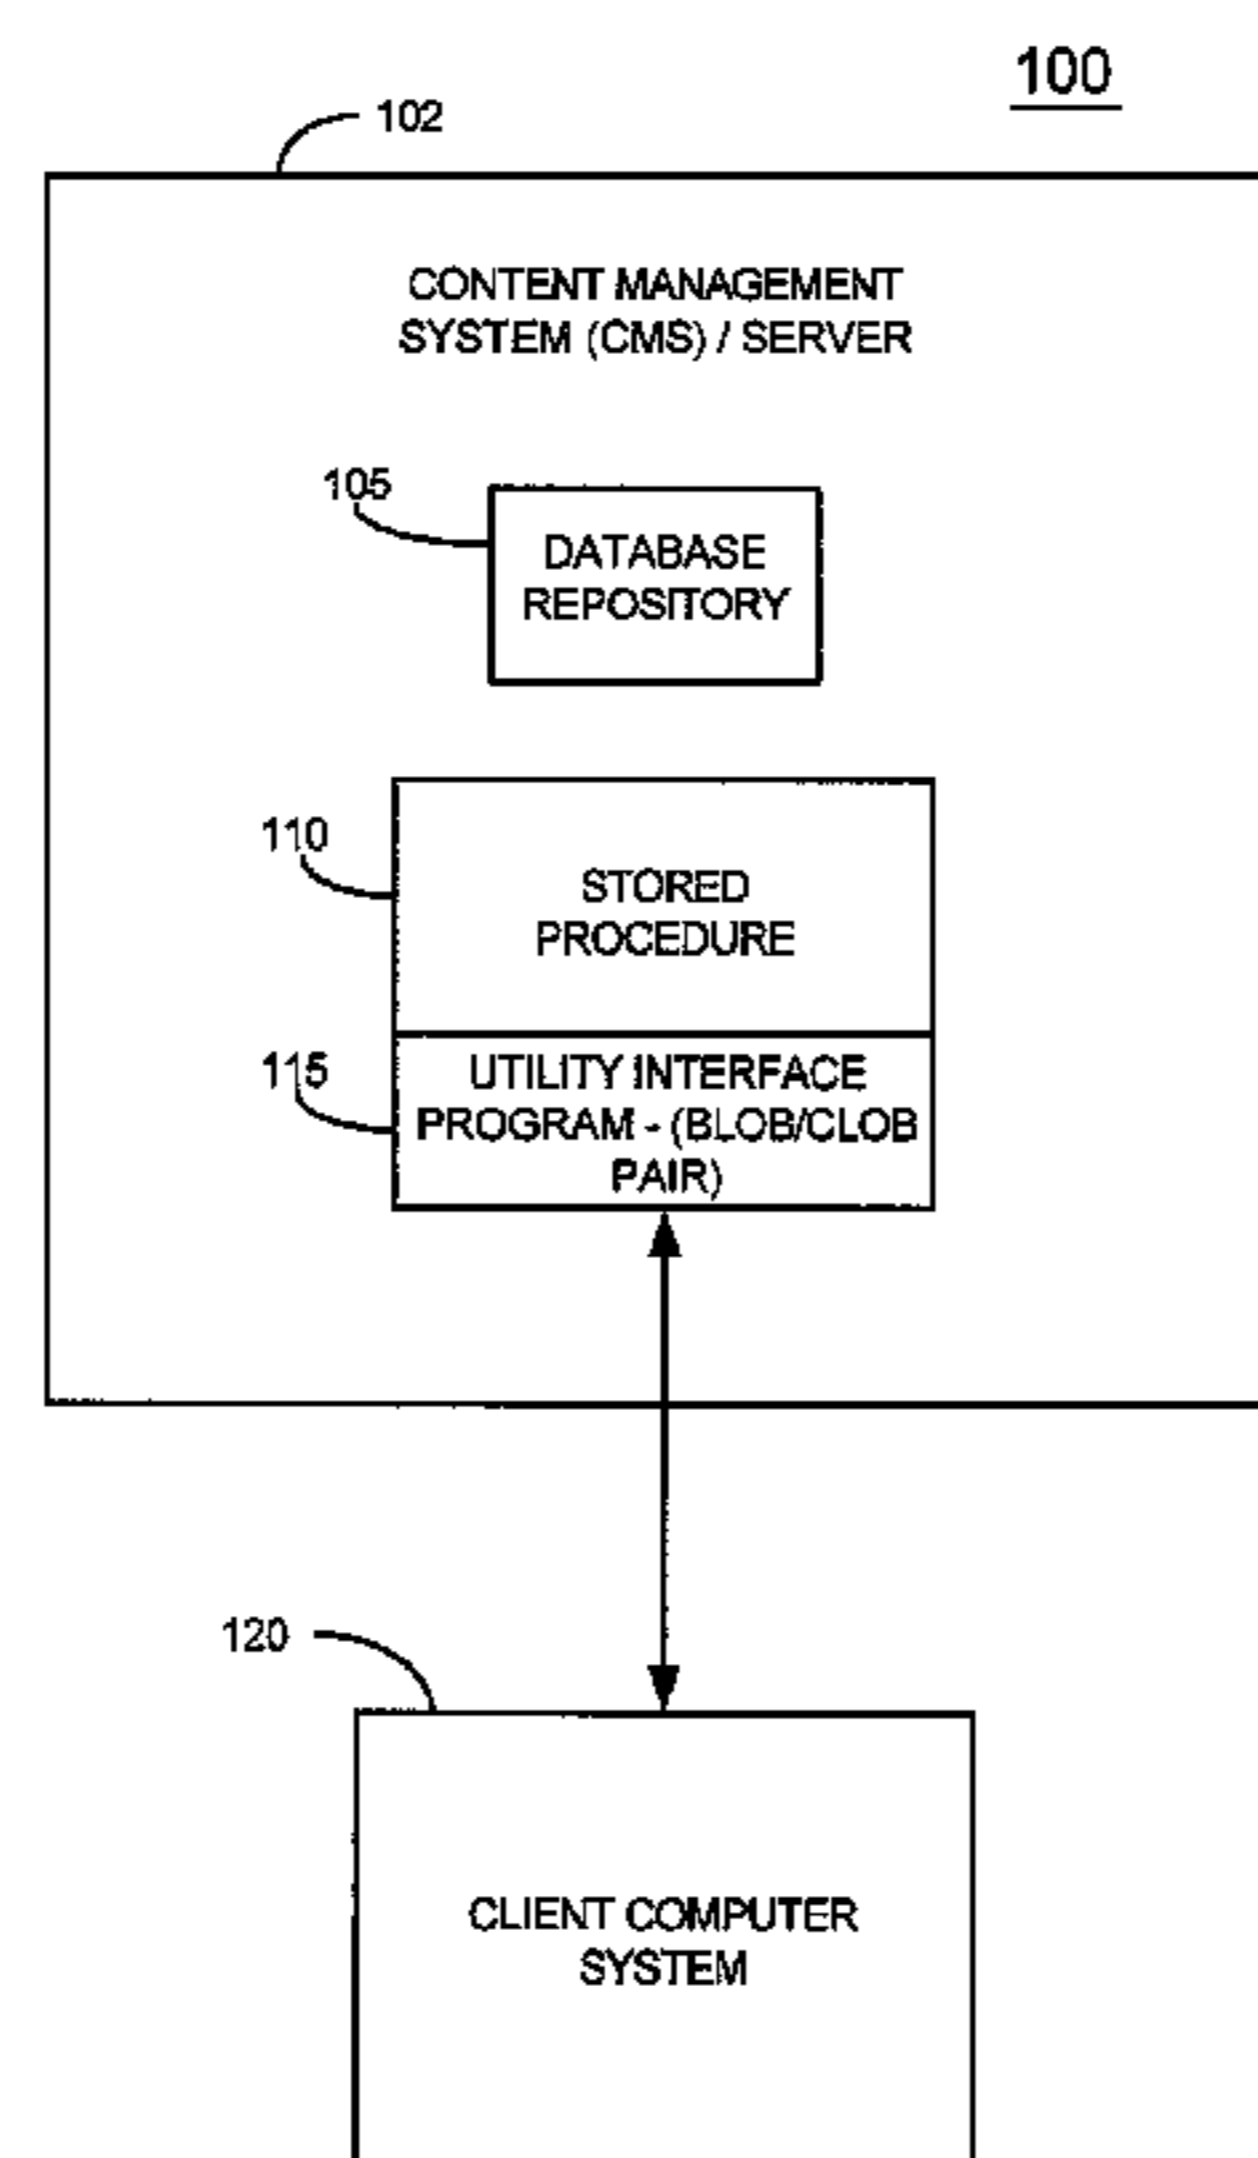 100
102
CONTENT MANAGEMENT
SYSTEM (CMS) / SERVER
105
DATABASE
REPOSITORY
110
STORED
PROCEDURE
115
UTILITY INTERFACE
PROGRAM - (BLOB/CLOB
PAIR)
120
CLIENT COMPUTER
SYSTEM